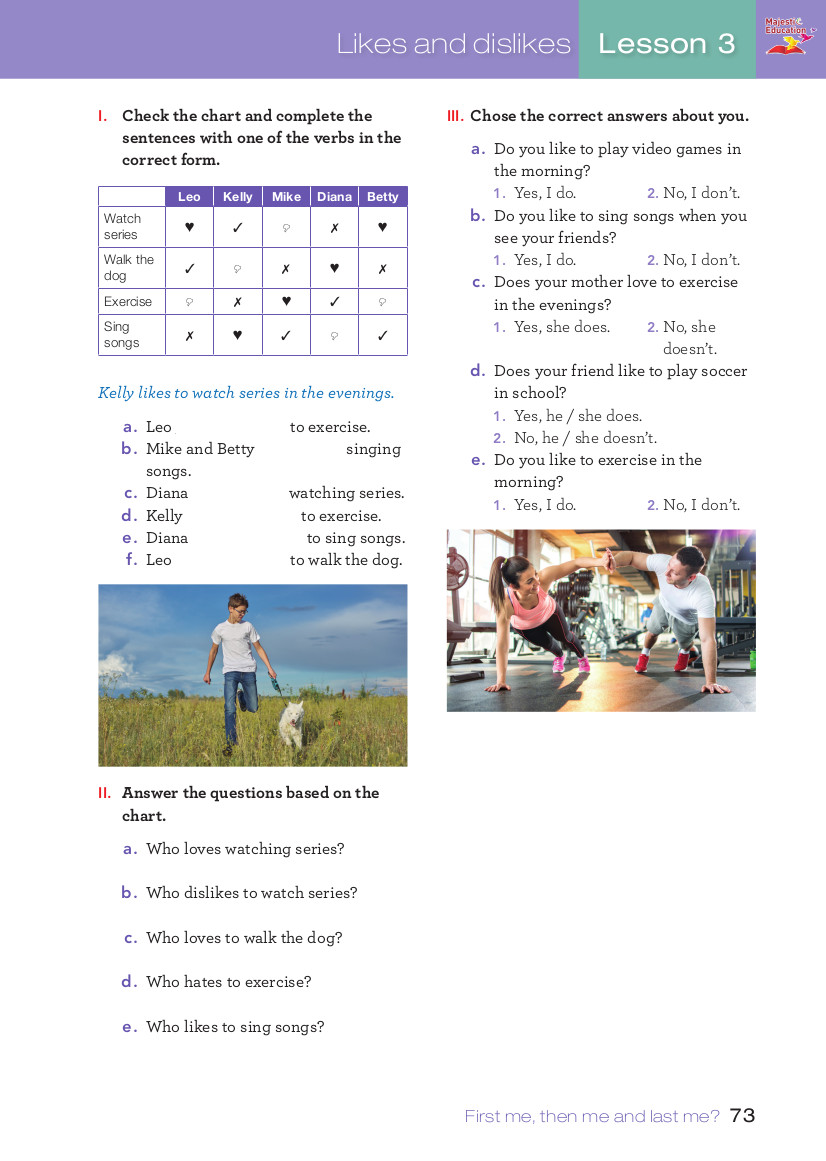 Likes and dislikes Lesson 3
Majestic
Education
I. Check the chart and complete the
sentences with one of the verbs in the
correct form.
Leo Kelly Mike Diana Betty
Watch
series ♥ ✓ ✗ ♥
Walk the
dog ✓ ✗ ♥ ✗
Exercise ✗ ♥ ✓
Sing
songs ✗ ♥ ✓ ✓
Kelly likes to watch series in the evenings.
a. Leo to exercise.
b. Mike and Betty singing
songs.
c. Diana watching series.
d. Kelly to exercise.
e. Diana to sing songs.
f. Leo to walk the dog.
II. Answer the questions based on the
chart.
a. Who loves watching series?
b. Who dislikes to watch series?
c. Who loves to walk the dog?
d. Who hates to exercise?
e. Who likes to sing songs?
III. Chose the correct answers about you.
a. Do you like to play video games in
the morning?
1. Yes, I do. 2. No, I don't.
b. Do you like to sing songs when you
see your friends?
1. Yes, I do. 2. No, I don't.
c. Does your mother love to exercise
in the evenings?
1. Yes, she does. 2. No, she
doesn't.
d. Does your friend like to play soccer
in school?
1. Yes, he / she does.
2. No, he / she doesn't.
e. Do you like to exercise in the
morning?
1. Yes, I do. 2. No, I don't.
First me, then me and last me? 73